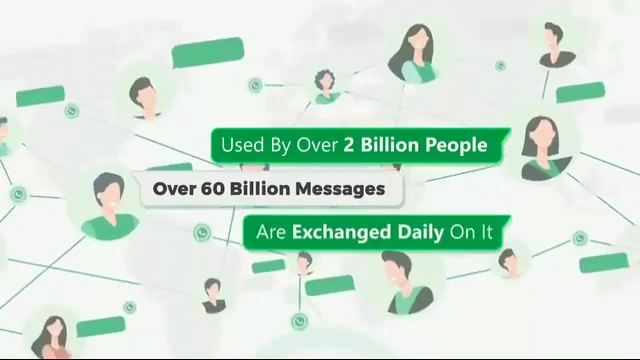 Used By Over 2 Billion People
Over 60 Billion Messages
Are Exchanged Daily On It